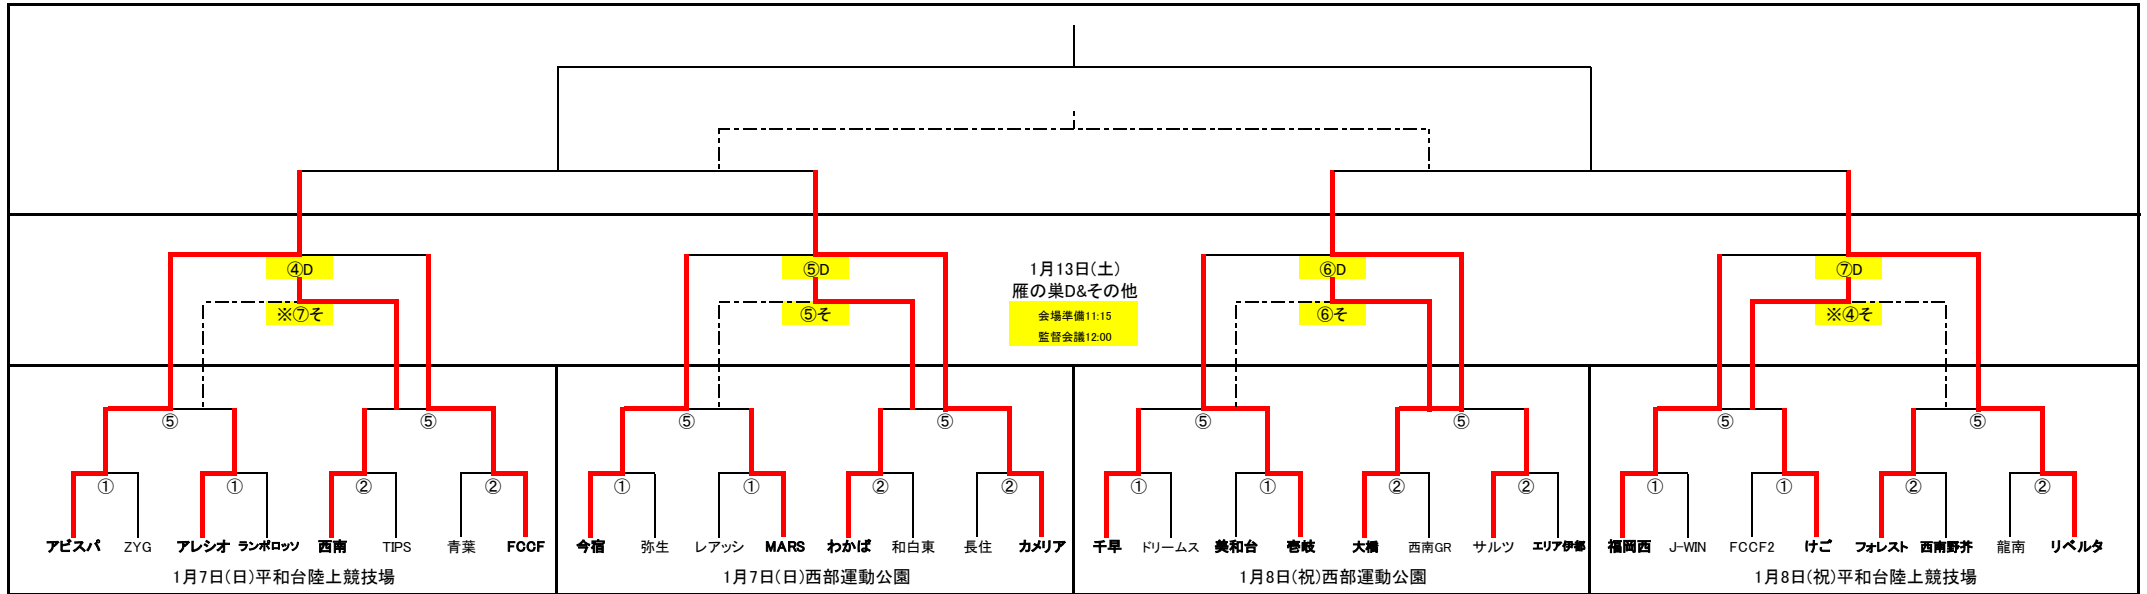 ④D ⑤D 1月13日(土) ⑥D ⑦D
雁の巣D&その他
※⑦そ ⑤そ 会場準備11:15 ⑥そ ※④そ
監督会議12:00
⑤ ⑤ ⑤ ⑤ ⑤ ⑤ ⑤ ⑤
① ① ② ② ① ① ② ② ① ① ② ② ① ① ② ②
アビスパ ZYG アレシオ ランポロッソ 西南 TIPS 青葉 FCCF 今宿 弥生 レアッシ MARS わかば 和白東 長住 カメリア 千早 ドリームス 美和台 壱岐 大橋 西南GR サルツ エリア伊都 福岡西 J-WIN FCCF2 けご フォレスト 西南野芥 龍南 リベルタ
1月7日(日)平和台陸上競技場 1月7日(日)西部運動公園 1月8日(祝)西部運動公園 1月8日(祝)平和台陸上競技場